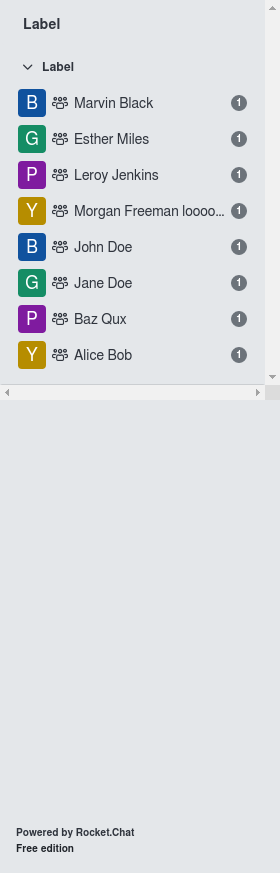 Label
Label
B Marvin Black 1
G Esther Miles 1
P Leroy Jenkins 1
Y Morgan Freeman loooo... 1
B John Doe 1
G Jane Doe 1
P Baz Qux 1
Y Alice Bob 1
Powered by Rocket.Chat
Free edition